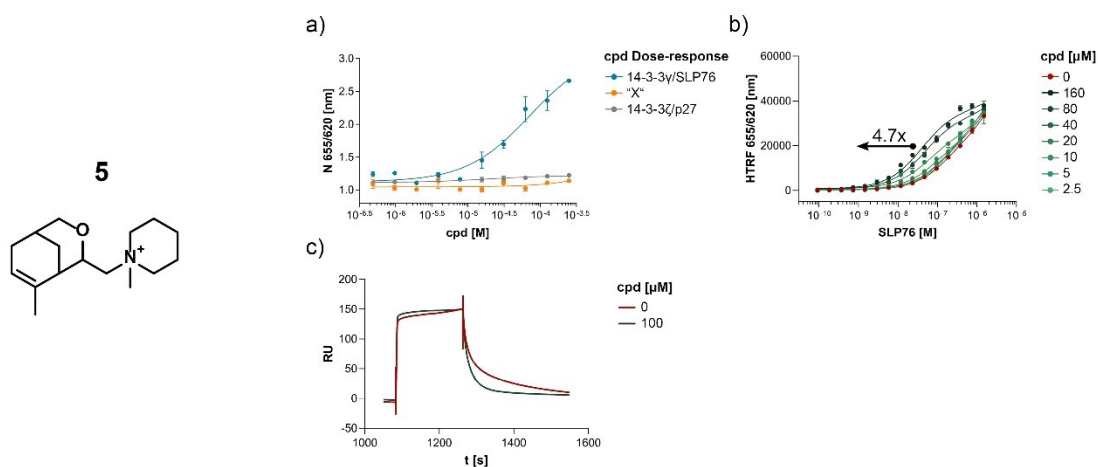 5
O
N+
a)
cpd Dose-response
14-3-3γ/SLP76
"X"
14-3-3ζ/p27
N 655/620 [nm]
3.0
2.5
2.0
1.5
1.0
10^-6.5 10^-6 10^-5.5 10^-5 10^-4.5 10^-4 10^-3.5
cpd [M]
b)
cpd [µM]
0
160
80
40
20
10
5
2.5
HTRF 655/620 [nm]
60000
40000
20000
0
4.7x
10^-10 10^-9 10^-8 10^-7 10^-6 10^-5
SLP76 [M]
c)
cpd [µM]
0
100
RU
200
150
100
50
0
-50
1000 1200 1400 1600
t [s]